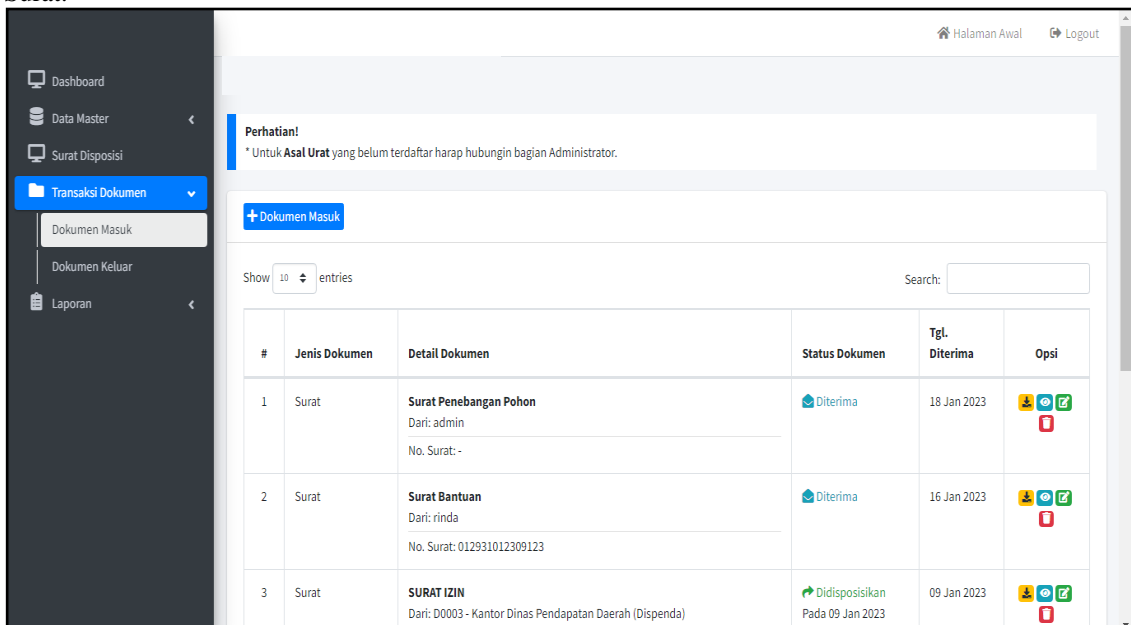 Halaman Awal Logout
Dashboard
Data Master
Surat Disposisi
Transaksi Dokumen
Dokumen Masuk
Dokumen Keluar
Laporan
Perhatian!
* Untuk Asal Urat yang belum terdaftar harap hubungin bagian Administrator.
Dokumen Masuk
Show 10 entries
Search:
# Jenis Dokumen Detail Dokumen Status Dokumen Tgl. Diterima Opsi
1 Surat Surat Penebangan Pohon Diterima 18 Jan 2023
Dari: admin
No. Surat: -
2 Surat Surat Bantuan Diterima 16 Jan 2023
Dari: rinda
No. Surat: 012931012309123
3 Surat SURAT IZIN Didisposisikan 09 Jan 2023
Dari: D0003 - Kantor Dinas Pendapatan Daerah (Dispenda) Pada 09 Jan 2023